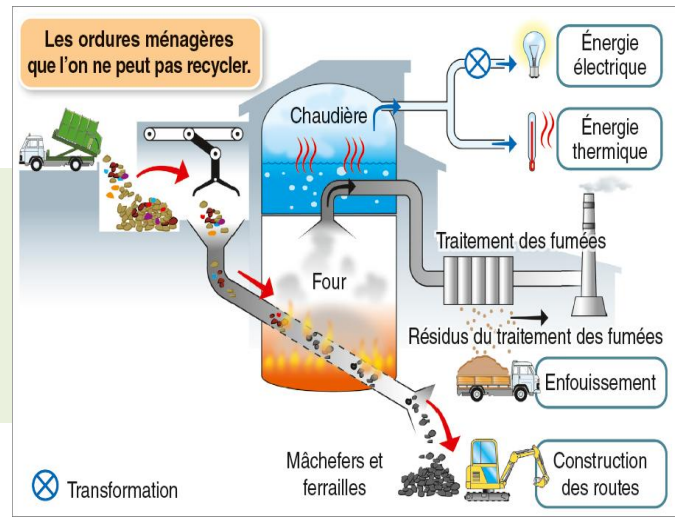 Les ordures ménagères
que l'on ne peut pas recycler.
Chaudière
Énergie
électrique
Énergie
thermique
Traitement des fumées
Four
Résidus du traitement des fumées
Enfouissement
Mâchefers et
ferrailles
Construction
des routes
Transformation